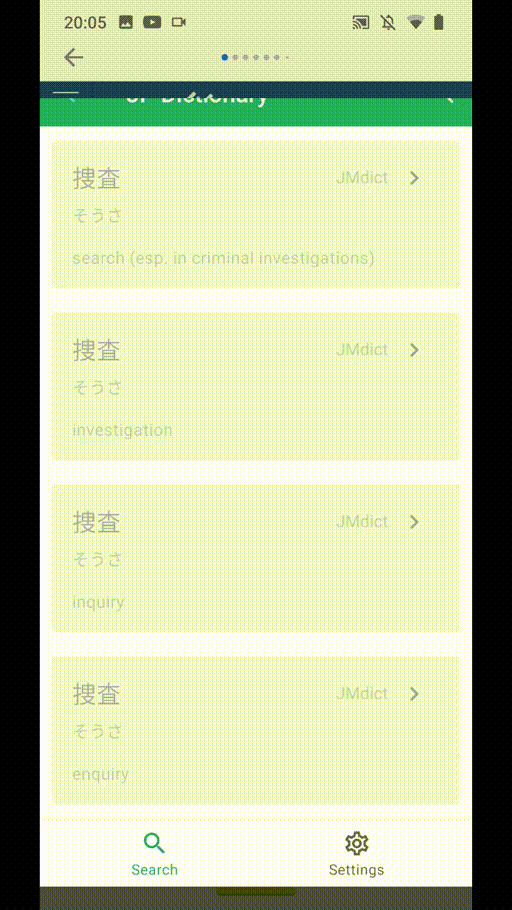 20:05
JP Dictionary
捜査
JMdict
そうさ
search (esp. in criminal investigations)
捜査
JMdict
そうさ
investigation
捜査
JMdict
そうさ
inquiry
捜査
JMdict
そうさ
enquiry
Search
Settings